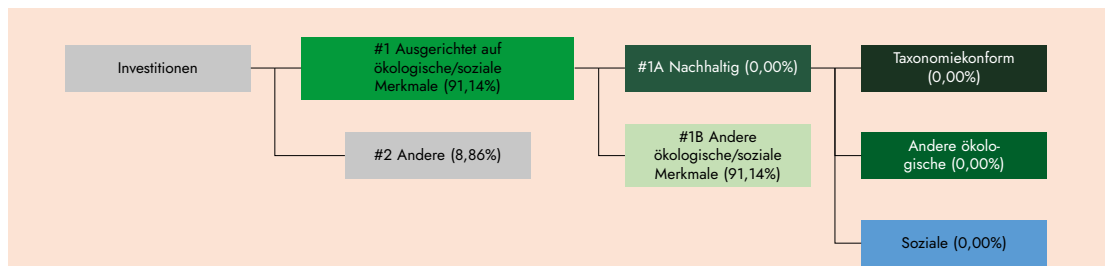 Investitionen
#1 Ausgerichtet auf
ökologische/soziale
Merkmale (91,14%)
#2 Andere (8,86%)
#1A Nachhaltig (0,00%)
#1B Andere
ökologische/soziale
Merkmale (91,14%)
Taxonomiekonform
(0,00%)
Andere ökolo-
gische (0,00%)
Soziale (0,00%)